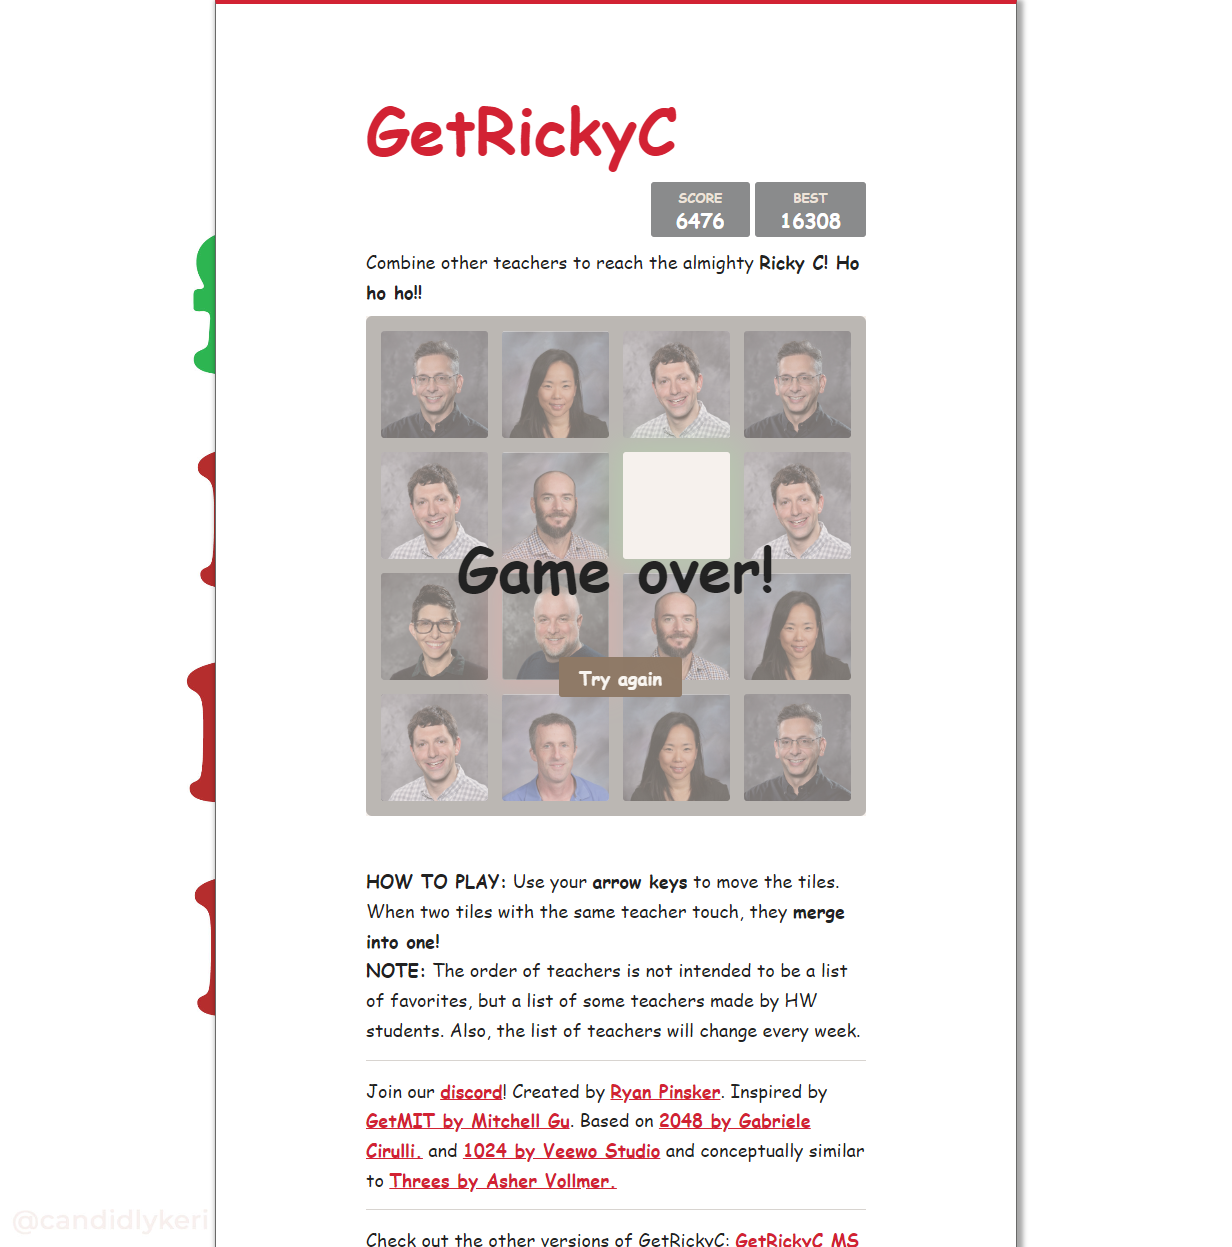 GetRickyC
SCORE
6476
BEST
16308
Combine other teachers to reach the almighty Ricky C! Ho
ho ho!!
Game over!
Try again
HOW TO PLAY: Use your arrow keys to move the tiles.
When two tiles with the same teacher touch, they merge
into one!
NOTE: The order of teachers is not intended to be a list
of favorites, but a list of some teachers made by HW
students. Also, the list of teachers will change every week.
Join our discord! Created by Ryan Pinsker. Inspired by
GetMIT by Mitchell Gu. Based on 2048 by Gabriele
Cirulli. and 1024 by Veewo Studio and conceptually similar
to Threes by Asher Vollmer.
@candidlykeri
Check out the other versions of GetRickyC: GetRickyC MS